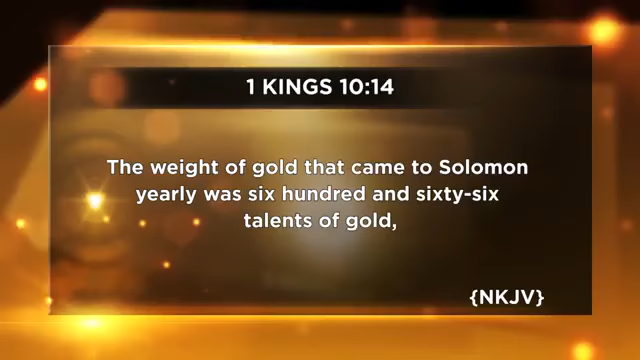 1 KINGS 10:14
The weight of gold that came to Solomon
yearly was six hundred and sixty-six
talents of gold,
{NKJV}